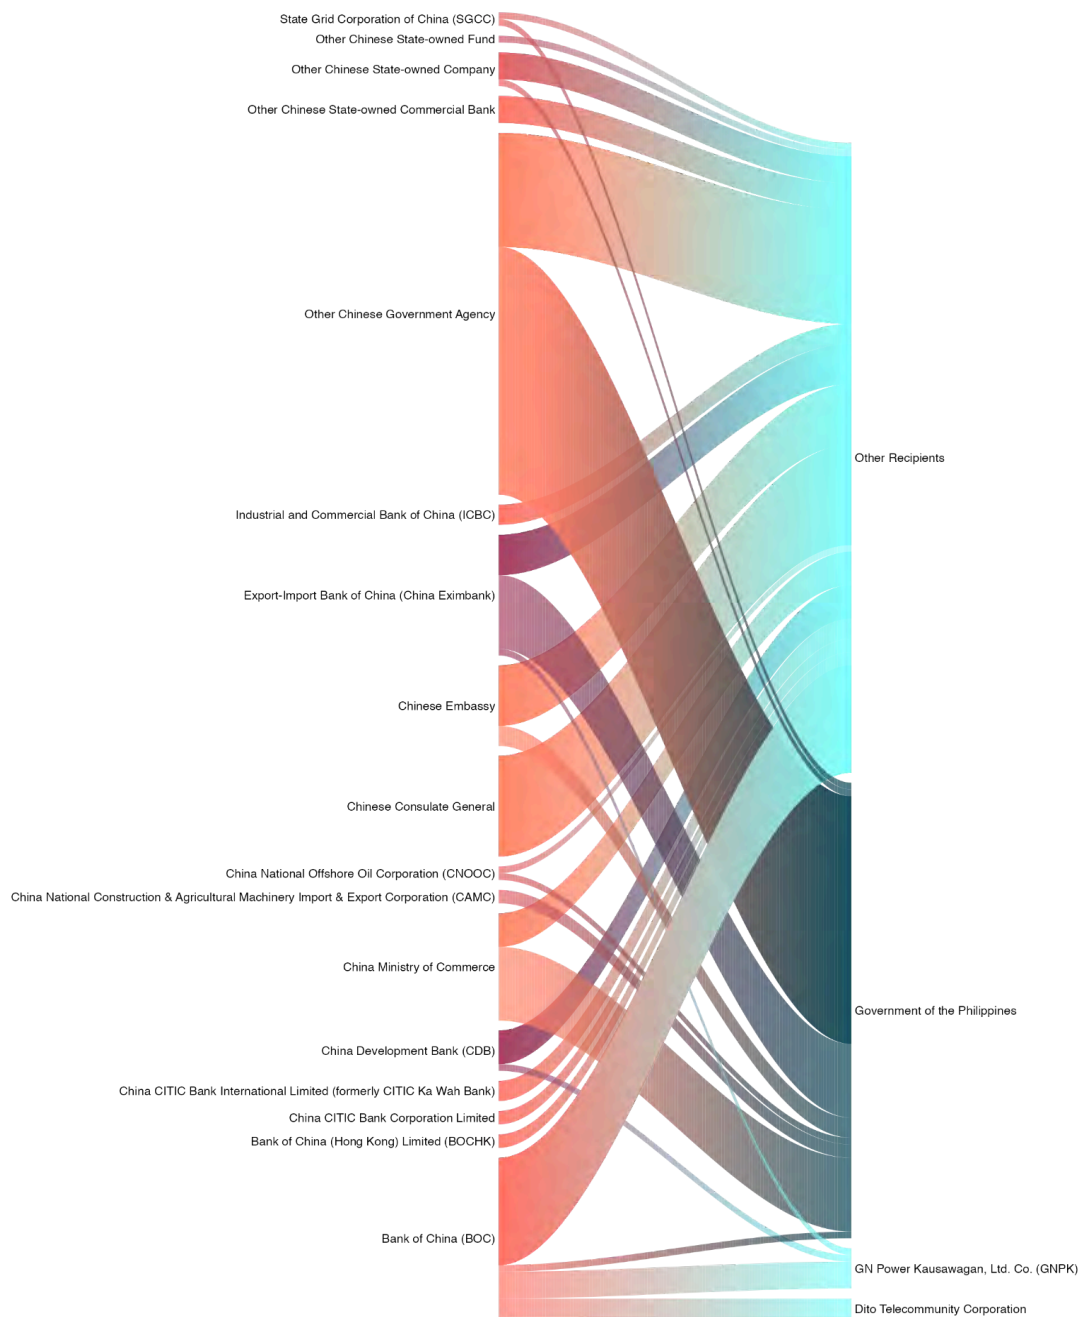 State Grid Corporation of China (SGCC)
Other Chinese State-owned Fund
Other Chinese State-owned Company
Other Chinese State-owned Commercial Bank
Other Chinese Government Agency
Other Recipients
Industrial and Commercial Bank of China (ICBC)
Export-Import Bank of China (China Eximbank)
Chinese Embassy
Chinese Consulate General
China National Offshore Oil Corporation (CNOOC)
China National Construction & Agricultural Machinery Import & Export Corporation (CAMC)
China Ministry of Commerce
Government of the Philippines
China Development Bank (CDB)
China CITIC Bank International Limited (formerly CITIC Ka Wah Bank)
China CITIC Bank Corporation Limited
Bank of China (Hong Kong) Limited (BOCHK)
Bank of China (BOC)
GN Power Kausawagan, Ltd. Co. (GNPK)
Dito Telecommunity Corporation